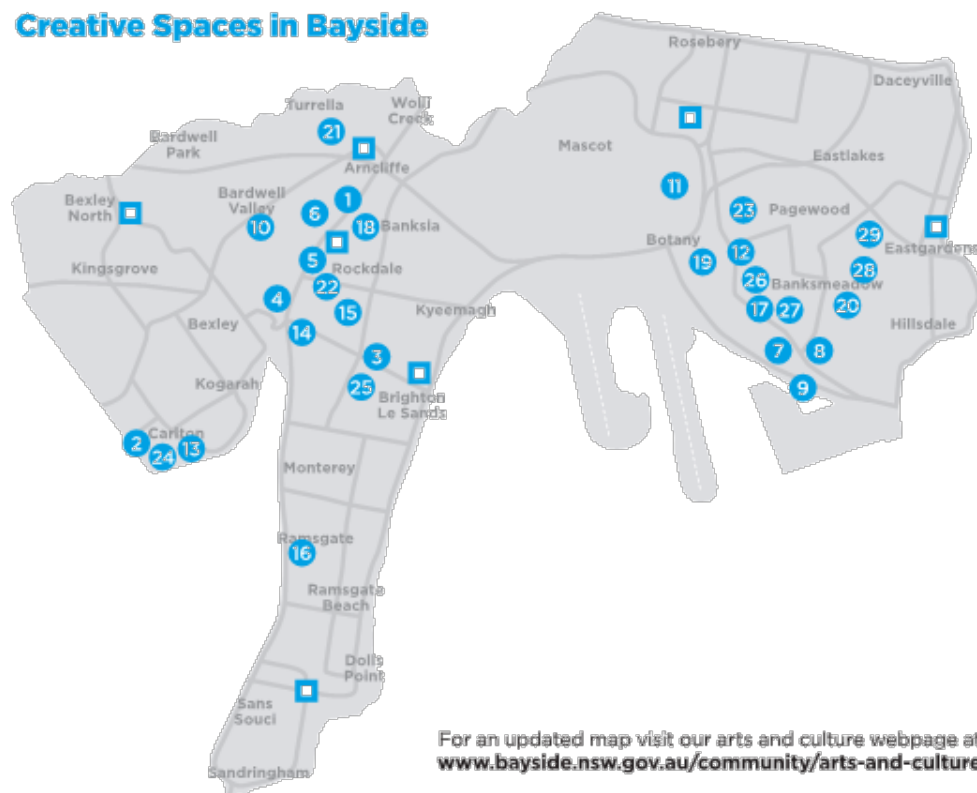 Creative Spaces in Bayside
Rosebery
Daceyville
Turrella
Wolli
Creek
21
Bardwell
Park
Mascot
Arncliffe
Eastlakes
Bexley
North
Bardwell
Valley
1
6
11
10
18
Banksia
23
Pagewood
29
Botany
12
Eastgardens
Kingsgrove
5
Rockdale
19
28
22
26
Banksmeadow
4
15
Kyeemagh
17
27
20
Hillsdale
Bexley
14
3
7
8
Kogarah
25
Brighton
Le Sands
9
Carlton
2
24
13
Monterey
Ramsgate
16
Ramsgate
Beach
Dolls
Point
Sans
Souci
Sandringham
For an updated map visit our arts and culture webpage at
www.bayside.nsw.gov.au/community/arts-and-culture